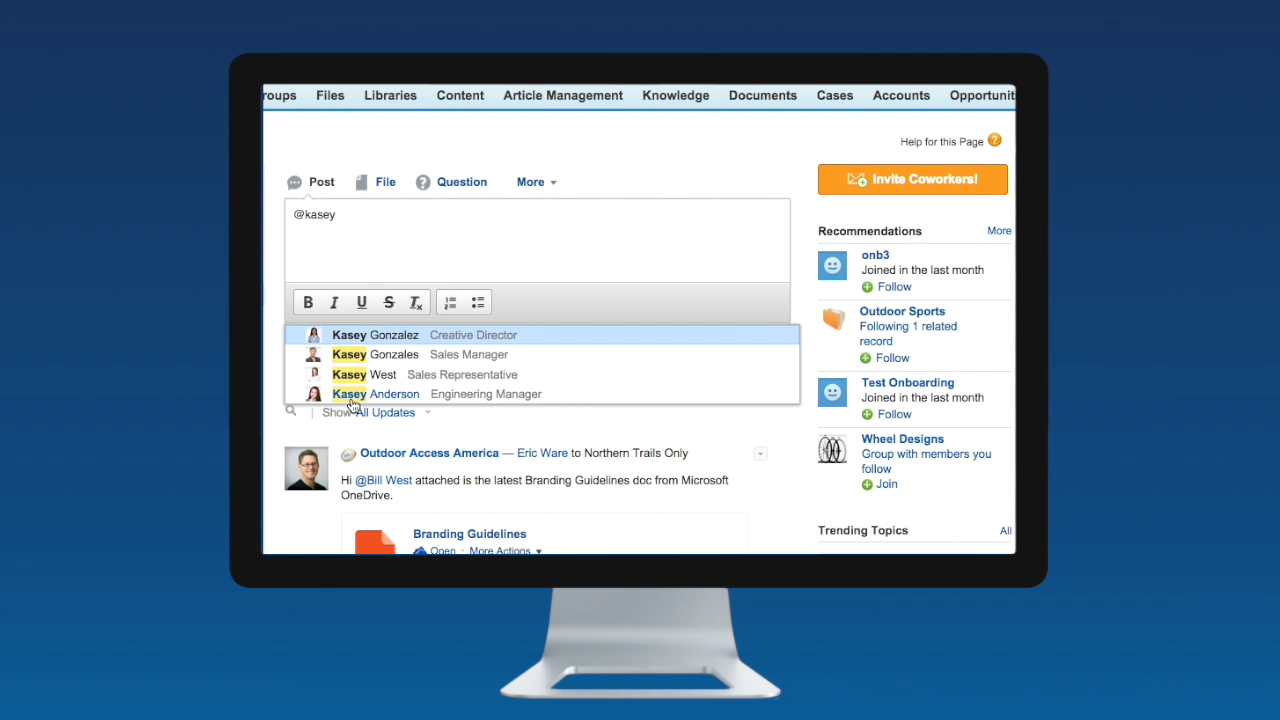 roups Files Libraries Content Article Management Knowledge Documents Cases Accounts Opportunit
Help for this Page
Post File Question More
Invite Coworkers!
@kasey
B I U S Tx
Kasey Gonzalez Creative Director
Kasey Gonzales Sales Manager
Kasey West Sales Representative
Kasey Anderson Engineering Manager
Show All Updates
Outdoor Access America — Eric Ware to Northern Trails Only
Hi @Bill West attached is the latest Branding Guidelines doc from Microsoft
OneDrive.
Branding Guidelines
Open · More Actions
Recommendations More
onb3
Joined in the last month
Follow
Outdoor Sports
Following 1 related
record
Follow
Test Onboarding
Joined in the last month
Follow
Wheel Designs
Group with members you
follow
Join
Trending Topics All